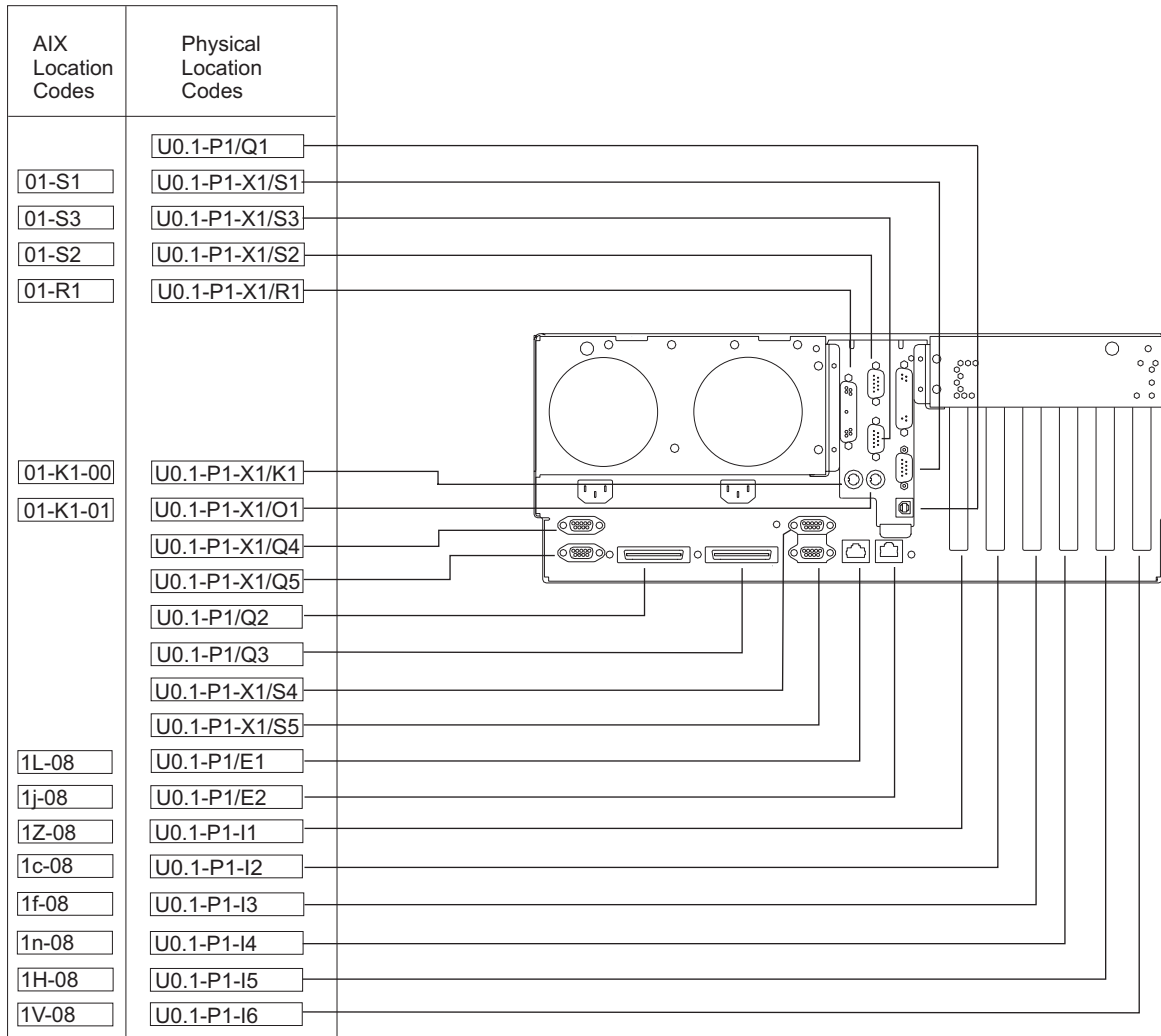 AIX
Location
Codes
Physical
Location
Codes
U0.1-P1/Q1
01-S1 U0.1-P1-X1/S1
01-S3 U0.1-P1-X1/S3
01-S2 U0.1-P1-X1/S2
01-R1 U0.1-P1-X1/R1
01-K1-00 U0.1-P1-X1/K1
01-K1-01 U0.1-P1-X1/O1
U0.1-P1-X1/Q4
U0.1-P1-X1/Q5
U0.1-P1/Q2
U0.1-P1/Q3
U0.1-P1-X1/S4
U0.1-P1-X1/S5
1L-08 U0.1-P1/E1
1j-08 U0.1-P1/E2
1Z-08 U0.1-P1-I1
1c-08 U0.1-P1-I2
1f-08 U0.1-P1-I3
1n-08 U0.1-P1-I4
1H-08 U0.1-P1-I5
1V-08 U0.1-P1-I6